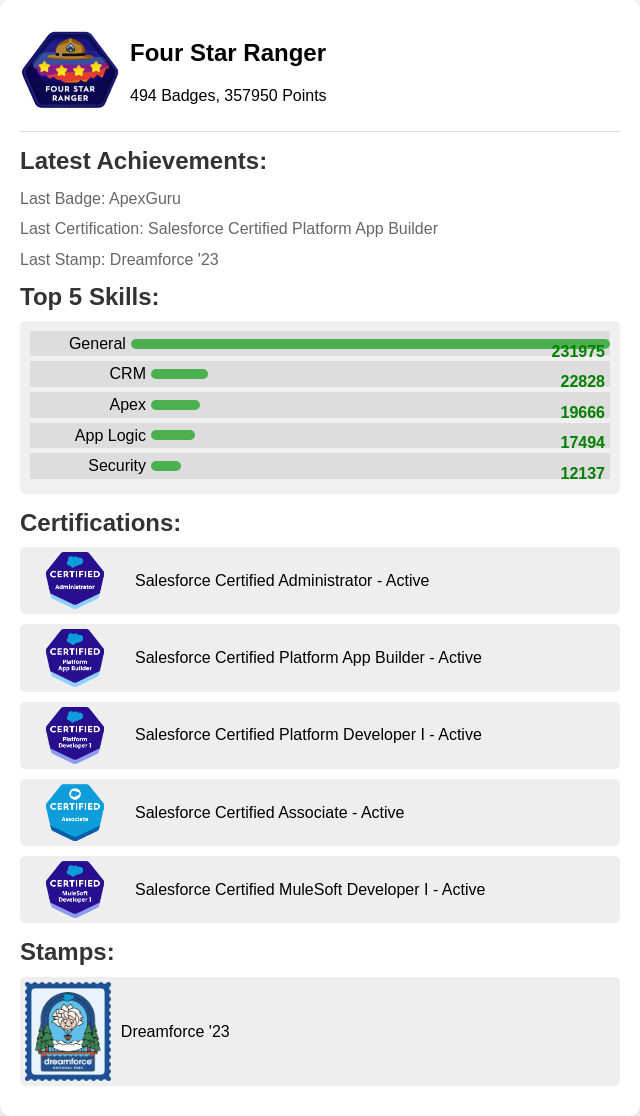 FOUR STAR
RANGER
Four Star Ranger
494 Badges, 357950 Points
Latest Achievements:
Last Badge: ApexGuru
Last Certification: Salesforce Certified Platform App Builder
Last Stamp: Dreamforce '23
Top 5 Skills:
General 231975
CRM 22828
Apex 19666
App Logic 17494
Security 12137
Certifications:
CERTIFIED
Administrator
Salesforce Certified Administrator - Active
CERTIFIED
Platform
App Builder
Salesforce Certified Platform App Builder - Active
CERTIFIED
Platform
Developer I
Salesforce Certified Platform Developer I - Active
CERTIFIED
Associate
Salesforce Certified Associate - Active
CERTIFIED
MuleSoft
Developer I
Salesforce Certified MuleSoft Developer I - Active
Stamps:
dreamforce
NATIONAL PARK
Dreamforce '23